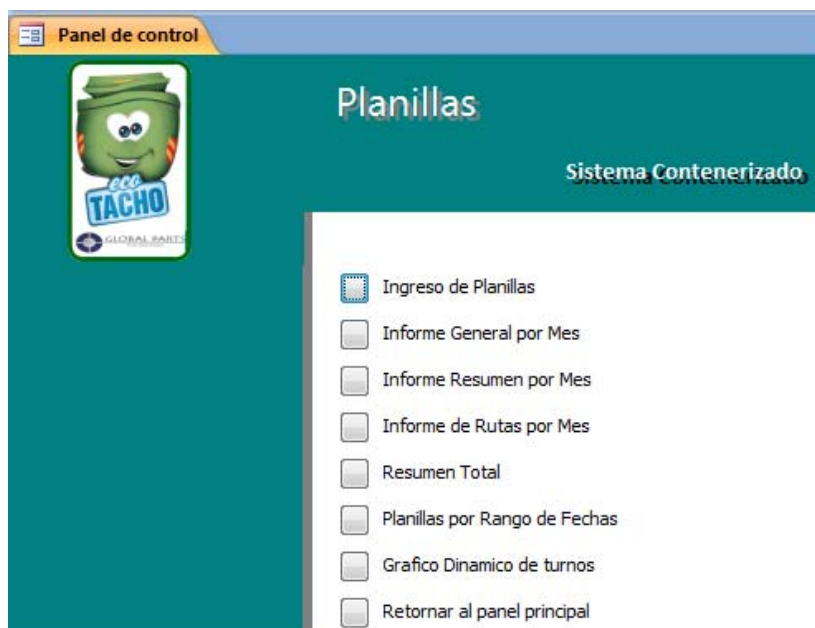 Panel de control
Planillas
Sistema Contenerizado
eco
TACHO
GLOBAL PARTS
Ingreso de Planillas
Informe General por Mes
Informe Resumen por Mes
Informe de Rutas por Mes
Resumen Total
Planillas por Rango de Fechas
Grafico Dinamico de turnos
Retornar al panel principal